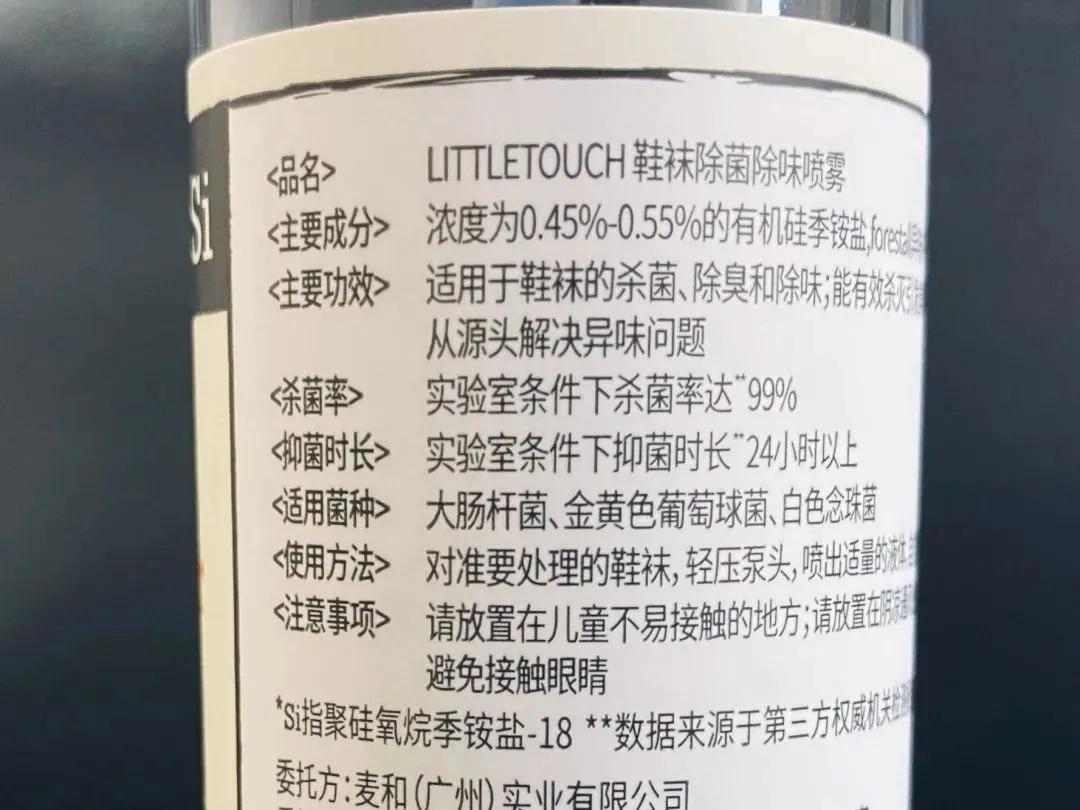 Si
<品名> LITTLETOUCH 鞋袜除菌除味喷雾
<主要成分> 浓度为0.45%-0.55%的有机硅季铵盐,forestall
<主要功效> 适用于鞋袜的杀菌、除臭和除味;能有效杀灭引
从源头解决异味问题
<杀菌率> 实验室条件下杀菌率达**99%
<抑菌时长> 实验室条件下抑菌时长**24小时以上
<适用菌种> 大肠杆菌、金黄色葡萄球菌、白色念珠菌
<使用方法> 对准要处理的鞋袜,轻压泵头,喷出适量的液体,
<注意事项> 请放置在儿童不易接触的地方;请放置在阴凉
避免接触眼睛
*Si指聚硅氧烷季铵盐-18 **数据来源于第三方权威机关检
委托方:麦和(广州)实业有限公司